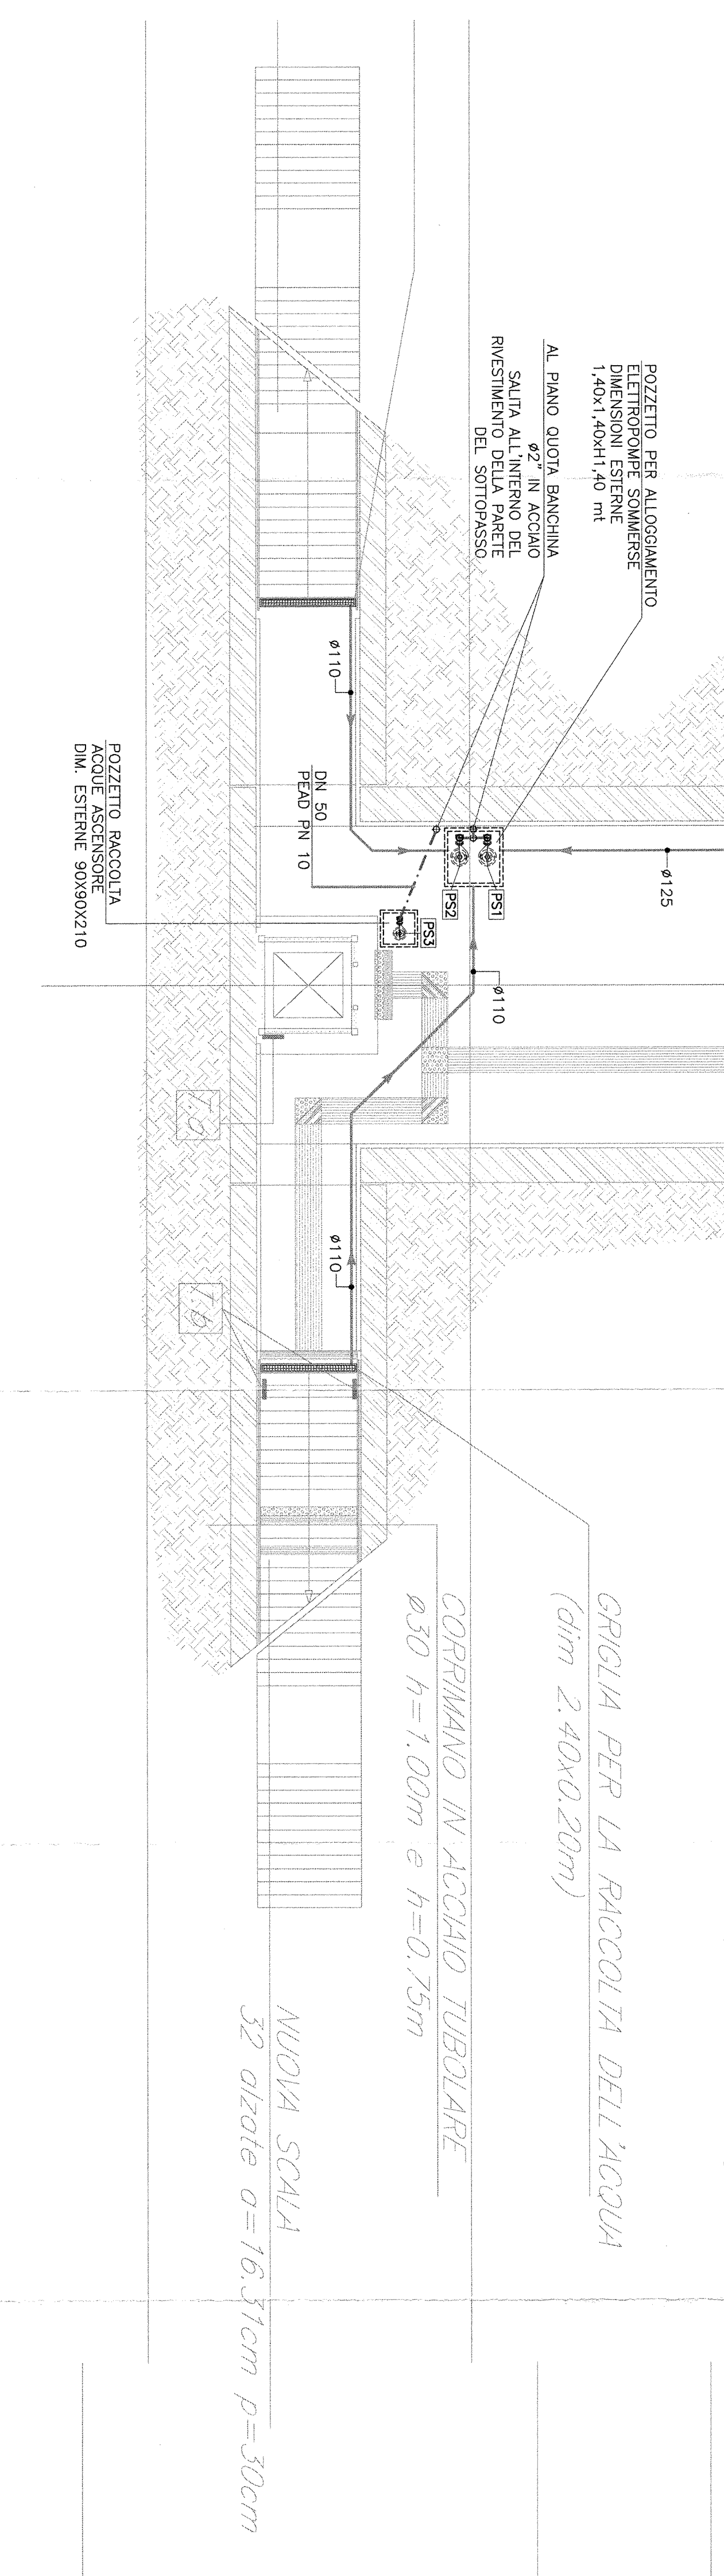 POZZETTO PER ALLOGGIAMENTO
ELETTROPOMPE SOMMERSE
DIMENSIONI ESTERNE
1,40x1,40xH1,40 mt
AL PIANO QUOTA BANCHINA
ø2" IN ACCIAIO
SALITA ALL'INTERNO DEL
RIVESTIMENTO DELLA PARETE
DEL SOTTOPASSO
ø110
DN 50
PEAD PN 10
POZZETTO RACCOLTA
ACQUE ASCENSORE
DIM. ESTERNE 90X90X210
PS1
PS2
PS3
ø125
ø110
ø110
T.b
GRIGLIA PER LA RACCOLTA DELL'ACQUA
(dim 2.40x0.20m)
CORRIMANO IN ACCIAIO TUBOLARE
ø30 h=1.00m e h=0.75m
NUOVA SCALA
32 alzate a=16.31cm p=30cm